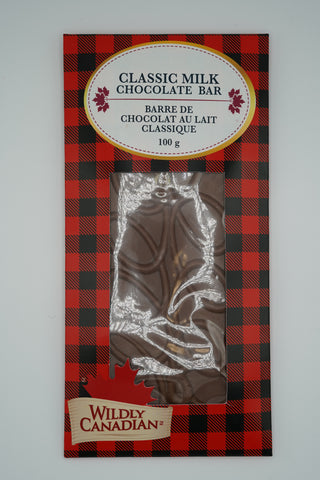 CLASSIC MILK
CHOCOLATE BAR
BARRE DE
CHOCOLAT AU LAIT
CLASSIQUE
100 g
WILDLY
CANADIAN